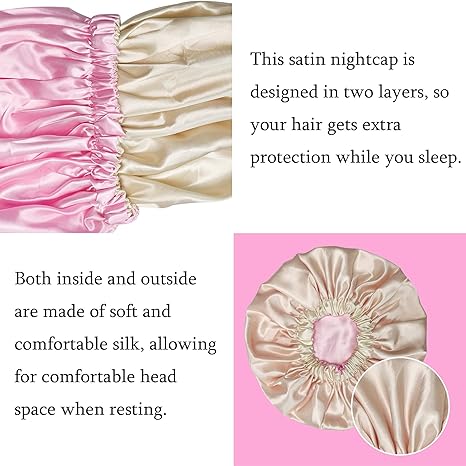 This satin nightcap is
designed in two layers, so
your hair gets extra
protection while you sleep.
Both inside and outside
are made of soft and
comfortable silk, allowing
for comfortable head
space when resting.